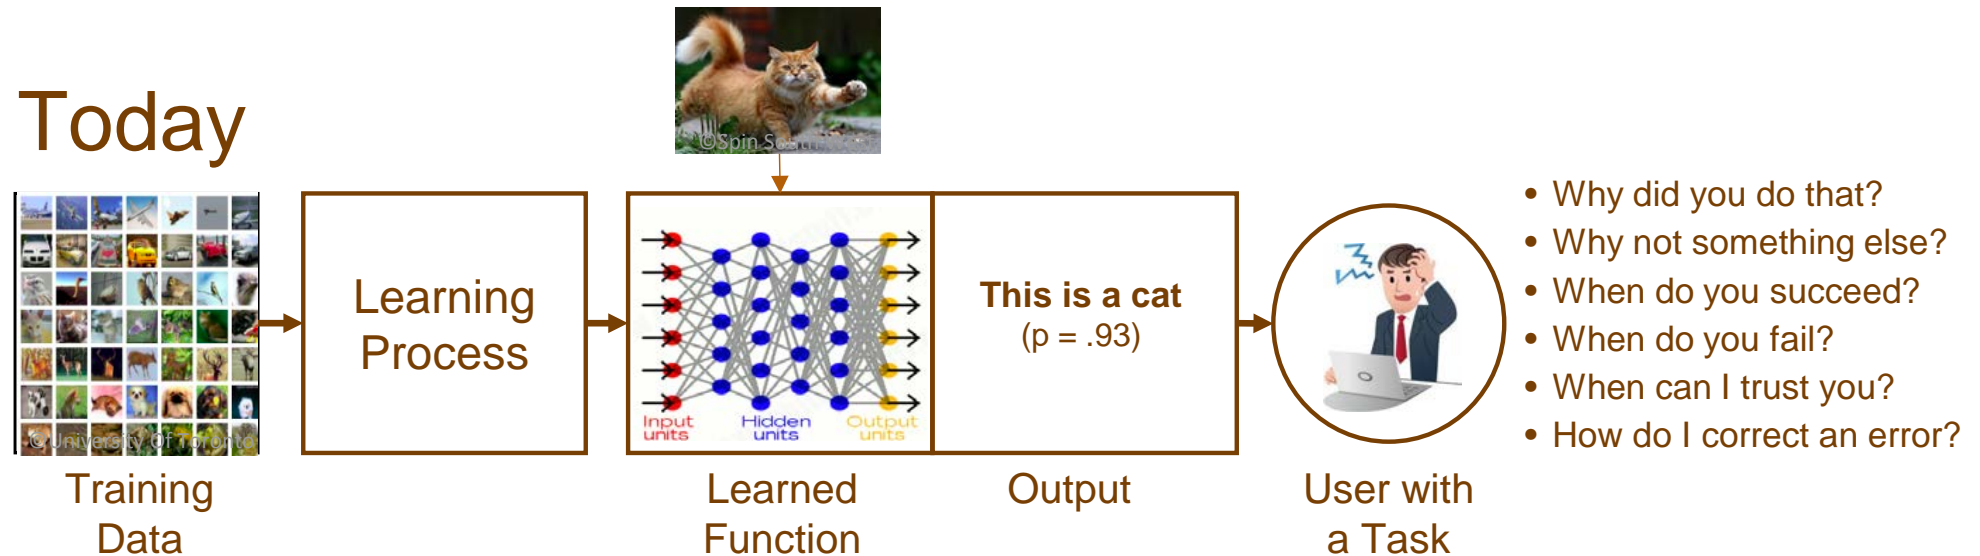 Today
©Spin South
Learning
Process
Input
units
Hidden
units
Output
units
This is a cat
(p = .93)
• Why did you do that?
• Why not something else?
• When do you succeed?
• When do you fail?
• When can I trust you?
• How do I correct an error?
© University Of Toronto
Training
Data
Learned
Function
Output
User with
a Task